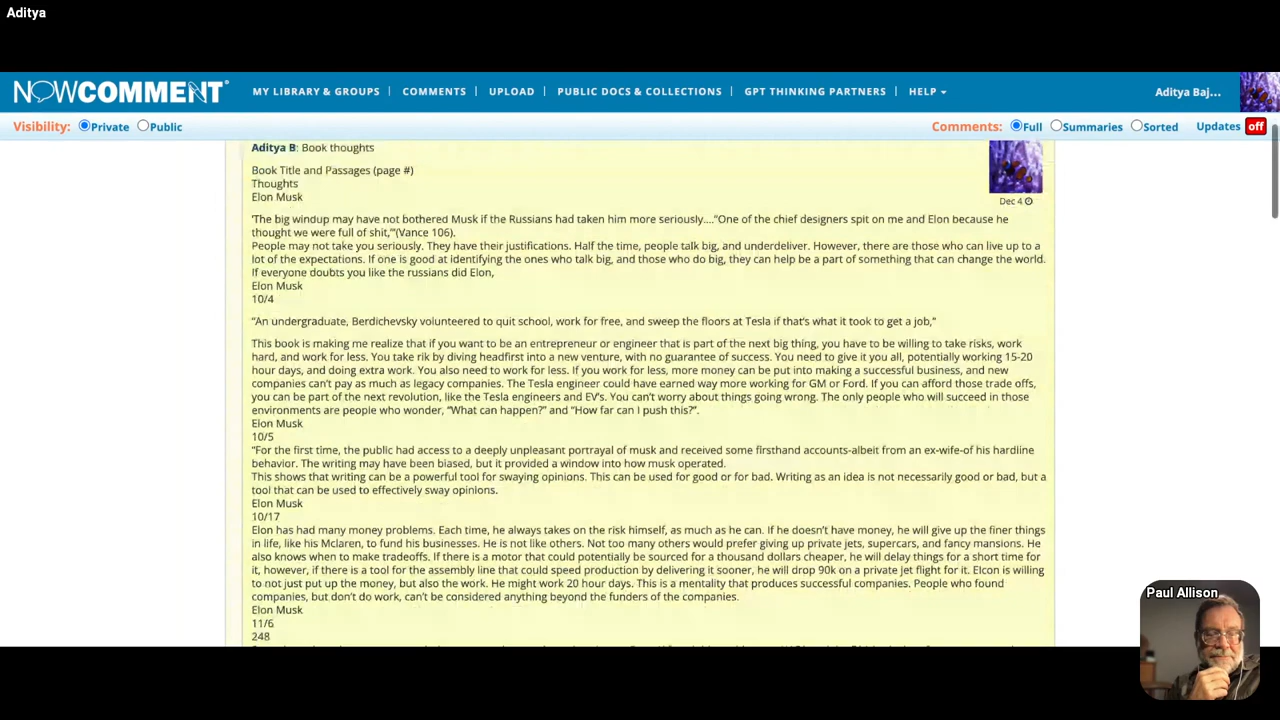 Aditya
NOWCOMMENT®
MY LIBRARY & GROUPS | COMMENTS | UPLOAD | PUBLIC DOCS & COLLECTIONS | GPT THINKING PARTNERS | HELP
Aditya Baj...
Visibility: Private Public
Comments: Full Summaries Sorted Updates off
Aditya B: Book thoughts
Dec 4
Book Title and Passages (page #)
Thoughts
Elon Musk
'The big windup may have not bothered Musk if the Russians had taken him more seriously...."One of the chief designers spit on me and Elon because he
thought we were full of shit,'"(Vance 106).
People may not take you seriously. They have their justifications. Half the time, people talk big, and underdeliver. However, there are those who can live up to a
lot of the expectations. If one is good at identifying the ones who talk big, and those who do big, they can help be a part of something that can change the world.
If everyone doubts you like the russians did Elon,
Elon Musk
10/4
"An undergraduate, Berdichevsky volunteered to quit school, work for free, and sweep the floors at Tesla if that's what it took to get a job,"
This book is making me realize that if you want to be an entrepreneur or engineer that is part of the next big thing, you have to be willing to take risks, work
hard, and work for less. You take rik by diving headfirst into a new venture, with no guarantee of success. You need to give it you all, potentially working 15-20
hour days, and doing extra work. You also need to work for less. If you work for less, more money can be put into making a successful business, and new
companies can't pay as much as legacy companies. The Tesla engineer could have earned way more working for GM or Ford. If you can afford those trade offs,
you can be part of the next revolution, like the Tesla engineers and EV's. You can't worry about things going wrong. The only people who will succeed in those
environments are people who wonder, "What can happen?" and "How far can I push this?".
Elon Musk
10/5
"For the first time, the public had access to a deeply unpleasant portrayal of musk and received some firsthand accounts-albeit from an ex-wife-of his hardline
behavior. The writing may have been biased, but it provided a window into how musk operated.
This shows that writing can be a powerful tool for swaying opinions. This can be used for good or for bad. Writing as an idea is not necessarily good or bad, but a
tool that can be used to effectively sway opinions.
Elon Musk
10/17
Elon has had many money problems. Each time, he always takes on the risk himself, as much as he can. If he doesn't have money, he will give up the finer things
in life, like his Mclaren, to fund his businesses. He is not like others. Not too many others would prefer giving up private jets, supercars, and fancy mansions. He
also knows when to make tradeoffs. If there is a motor that could potentially be sourced for a thousand dollars cheaper, he will delay things for a short time for
it, however, if there is a tool for the assembly line that could speed production by delivering it sooner, he will drop 90k on a private jet flight for it. Elcon is willing
to not just put up the money, but also the work. He might work 20 hour days. This is a mentality that produces successful companies. People who found
companies, but don't do work, can't be considered anything beyond the funders of the companies.
Elon Musk
11/6
248
Paul Allison